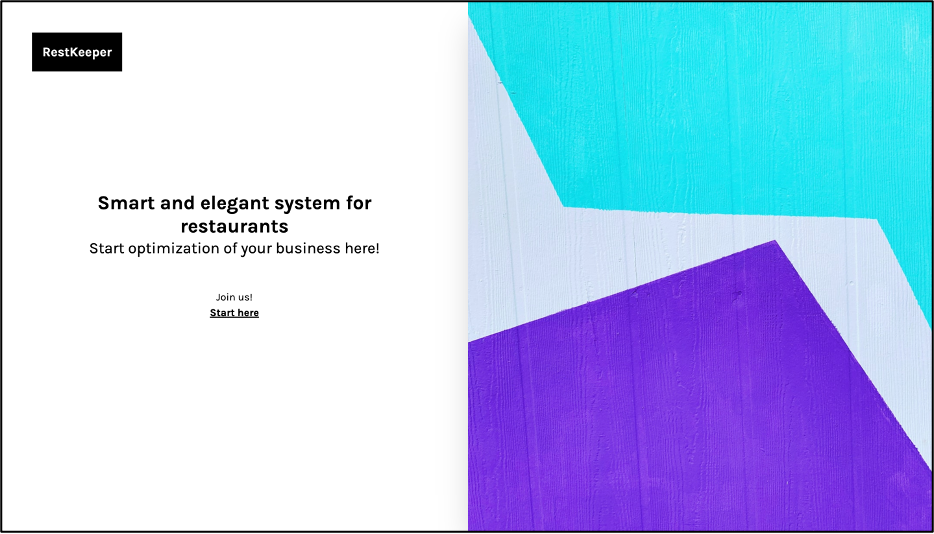 RestKeeper
Smart and elegant system for
restaurants
Start optimization of your business here!
Join us!
Start here